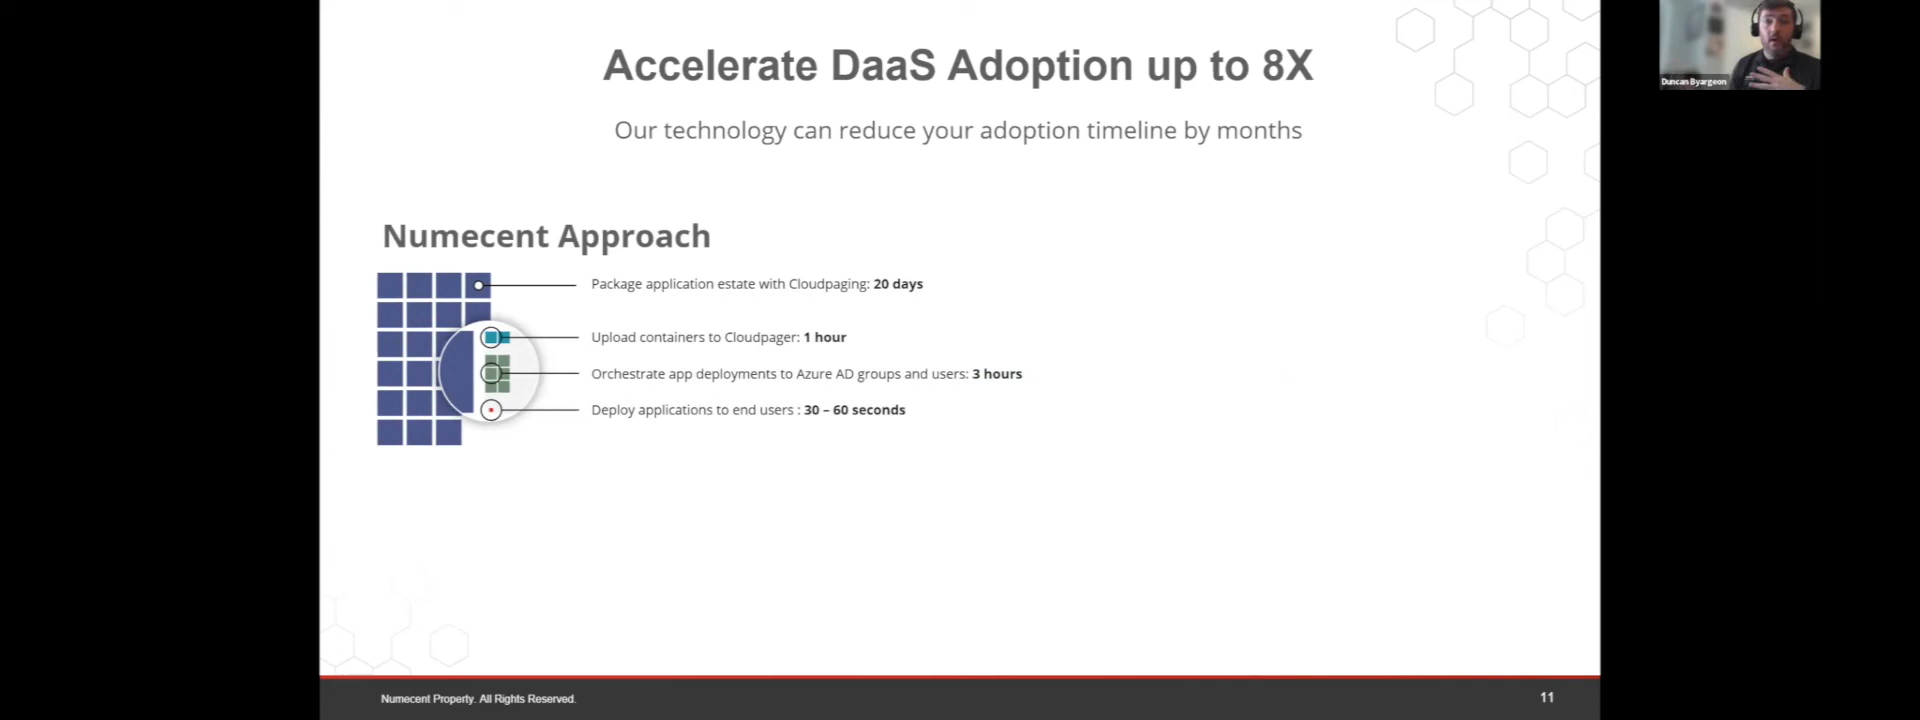 Accelerate DaaS Adoption up to 8X
Our technology can reduce your adoption timeline by months
Numecent Approach
Package application estate with Cloudpaging: 20 days
Upload containers to Cloudpager: 1 hour
Orchestrate app deployments to Azure AD groups and users: 3 hours
Deploy applications to end users : 30 – 60 seconds
Numecent Property. All Rights Reserved.
11
Duncan Byargeon